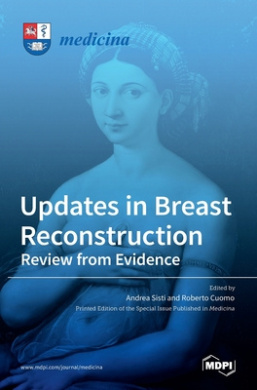 medicina
Updates in Breast
Reconstruction
Review from Evidence
Edited by
Andrea Sisti and Roberto Cuomo
Printed Edition of the Special Issue Published in Medicina
www.mdpi.com/journal/medicina
MDPI